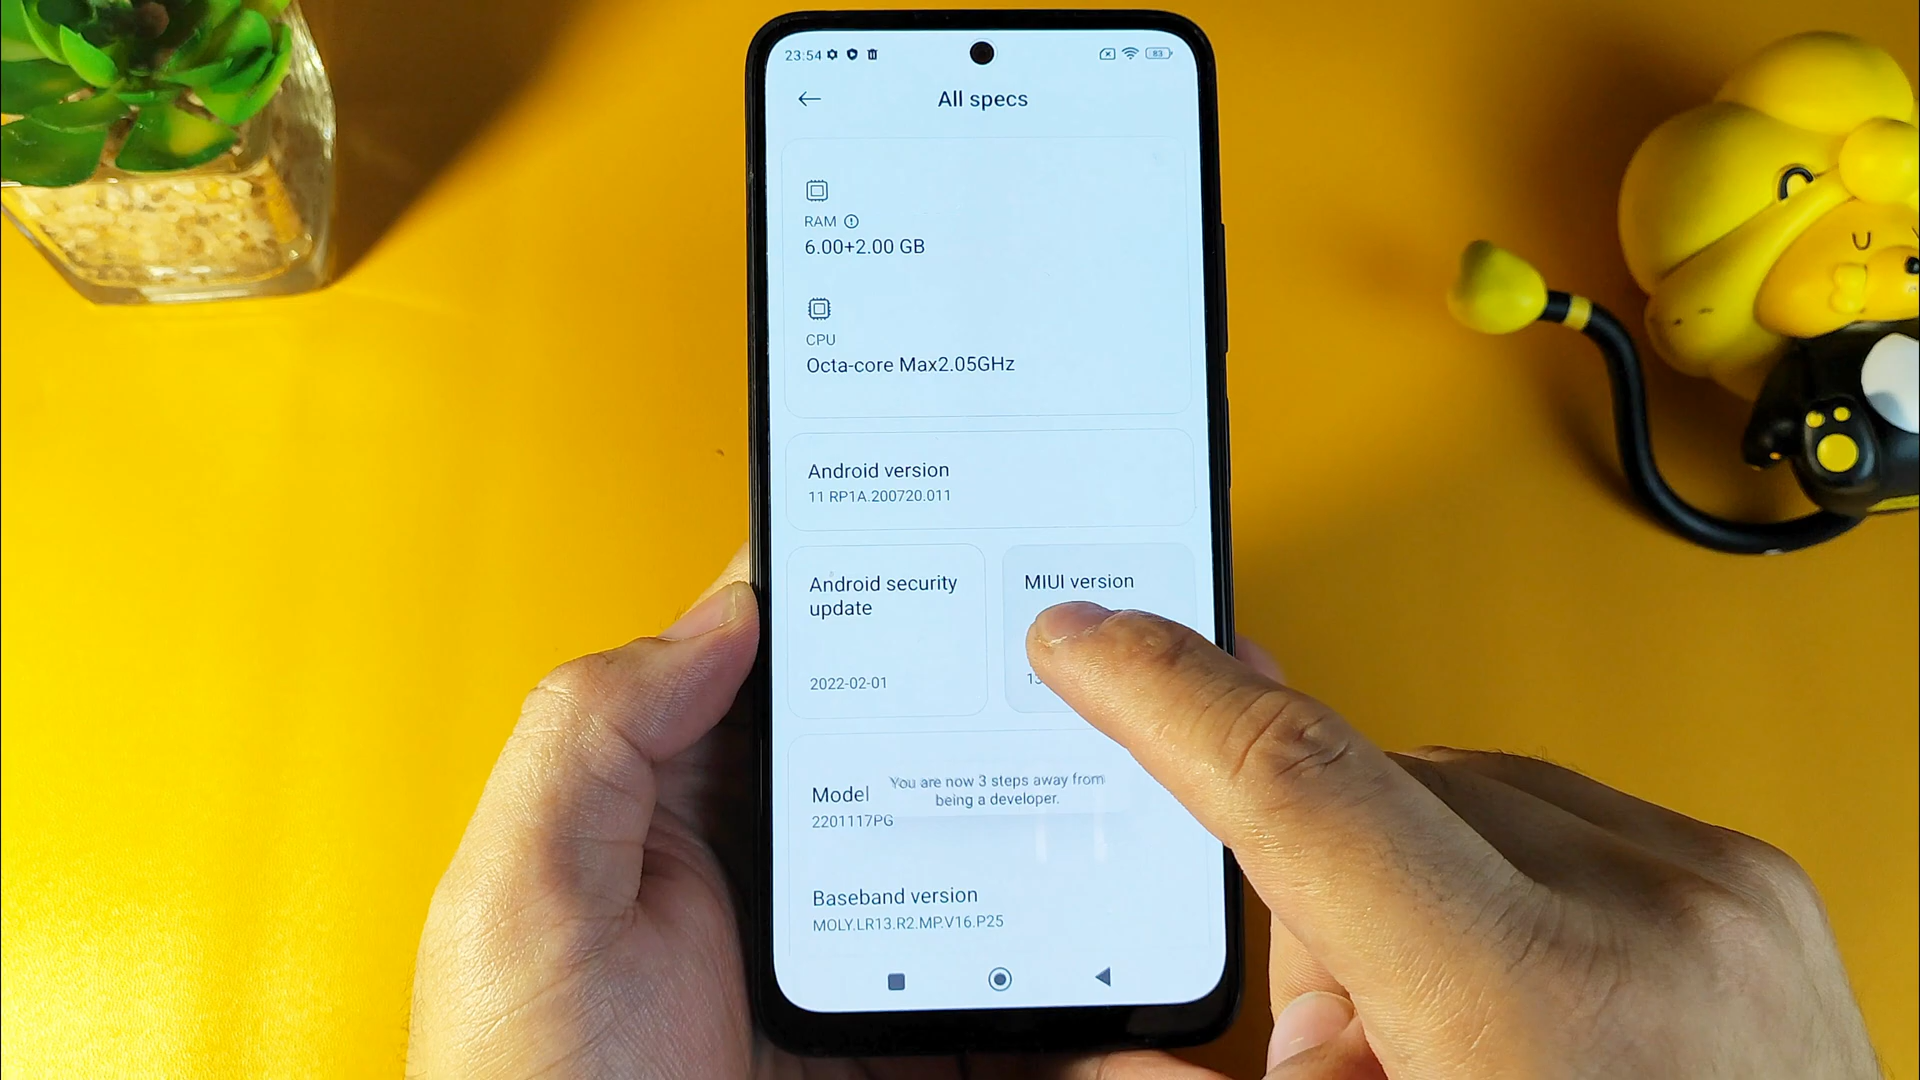 23:54
83
All specs
RAM
6.00+2.00 GB
CPU
Octa-core Max2.05GHz
Android version
11 RP1A.200720.011
Android security
update
2022-02-01
MIUI version
You are now 3 steps away from
being a developer.
Model
2201117PG
Baseband version
MOLY.LR13.R2.MP.V16.P25